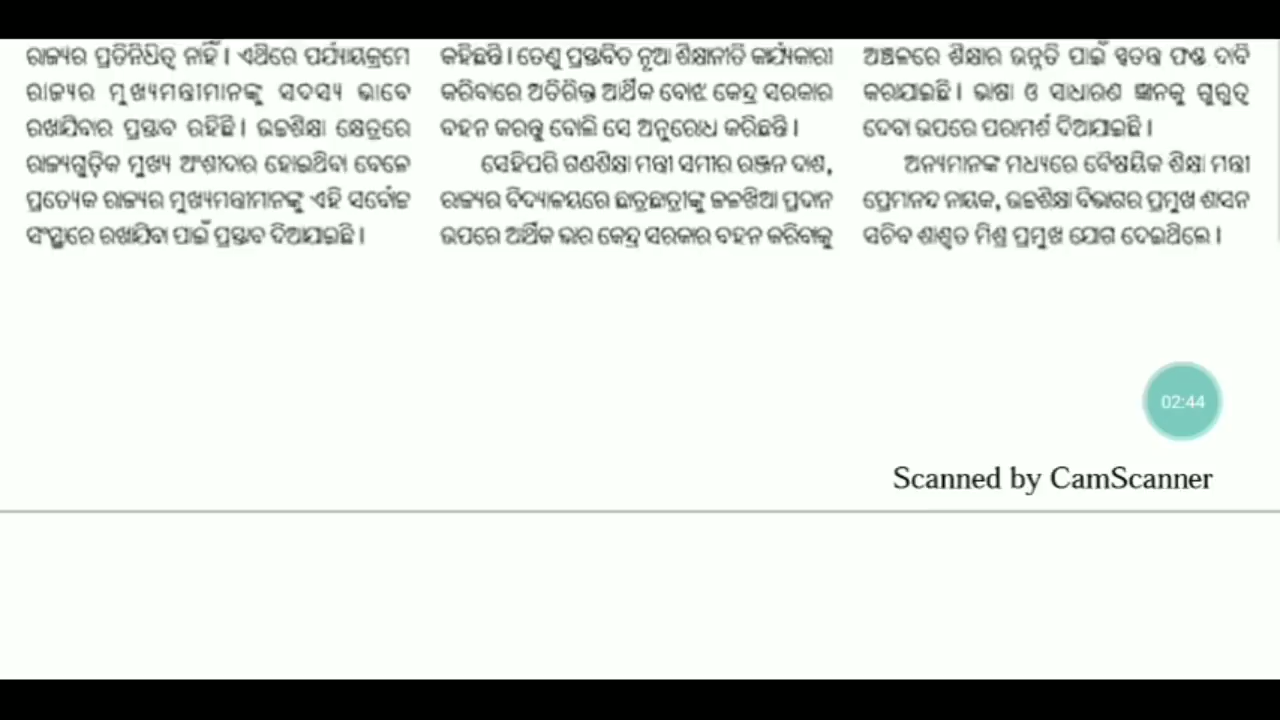 ରାଜ୍ୟର ପ୍ରତିନିଧିତ୍ୱ ନାହିଁ । ଏଥିରେ ପର୍ଯ୍ୟାୟକ୍ରମେ
ରାଜ୍ୟର ମୁଖ୍ୟମନ୍ତ୍ରୀମାନଙ୍କୁ ସଦସ୍ୟ ଭାବେ
ରଖାଯିବାର ପ୍ରସ୍ତାବ ରହିଛି । ଉଚ୍ଚଶିକ୍ଷା କ୍ଷେତ୍ରରେ
ରାଜ୍ୟଗୁଡ଼ିକ ମୁଖ୍ୟ ଅଂଶୀଦାର ହୋଇଥିବା ବେଳେ
ପ୍ରତ୍ୟେକ ରାଜ୍ୟର ମୁଖ୍ୟମନ୍ତ୍ରୀମାନଙ୍କୁ ଏହି ସର୍ବୋଚ୍ଚ
ସଂସ୍ଥାରେ ରଖାଯିବା ପାଇଁ ପ୍ରସ୍ତାବ ଦିଆଯାଇଛି ।
କହିଛନ୍ତି । ତେଣୁ ପ୍ରସ୍ତାବିତ ନୂଆ ଶିକ୍ଷାନୀତି କାର୍ଯ୍ୟକାରୀ
କରିବାରେ ଅତିରିକ୍ତ ଆର୍ଥିକ ବୋଝ କେନ୍ଦ୍ର ସରକାର
ବହନ କରନ୍ତୁ ବୋଲି ସେ ଅନୁରୋଧ କରିଛନ୍ତି ।
ସେହିପରି ଗଣଶିକ୍ଷା ମନ୍ତ୍ରୀ ସମୀର ରଞ୍ଜନ ଦାଶ,
ରାଜ୍ୟର ବିଦ୍ୟାଳୟରେ ଛାତ୍ରଛାତ୍ରୀଙ୍କୁ ଜଳଖିଆ ପ୍ରଦାନ
ଉପରେ ଆର୍ଥିକ ଭାର କେନ୍ଦ୍ର ସରକାର ବହନ କରିବାକୁ
ଅଞ୍ଚଳରେ ଶିକ୍ଷାର ଉନ୍ନତି ପାଇଁ ସ୍ୱତନ୍ତ୍ର ଫଣ୍ଡ ଦାବି
କରାଯାଇଛି । ଭାଷା ଓ ସାଧାରଣ ଜ୍ଞାନକୁ ଗୁରୁତ୍ୱ
ଦେବା ଉପରେ ପରାମର୍ଶ ଦିଆଯାଇଛି ।
ଅନ୍ୟମାନଙ୍କ ମଧ୍ୟରେ ବୈଷୟିକ ଶିକ୍ଷା ମନ୍ତ୍ରୀ
ପ୍ରେମାନନ୍ଦ ନାୟକ, ଉଚ୍ଚଶିକ୍ଷା ବିଭାଗର ପ୍ରମୁଖ ଶାସନ
ସଚିବ ଶାଶ୍ୱତ ମିଶ୍ର ପ୍ରମୁଖ ଯୋଗ ଦେଇଥିଲେ ।
02:44
Scanned by CamScanner